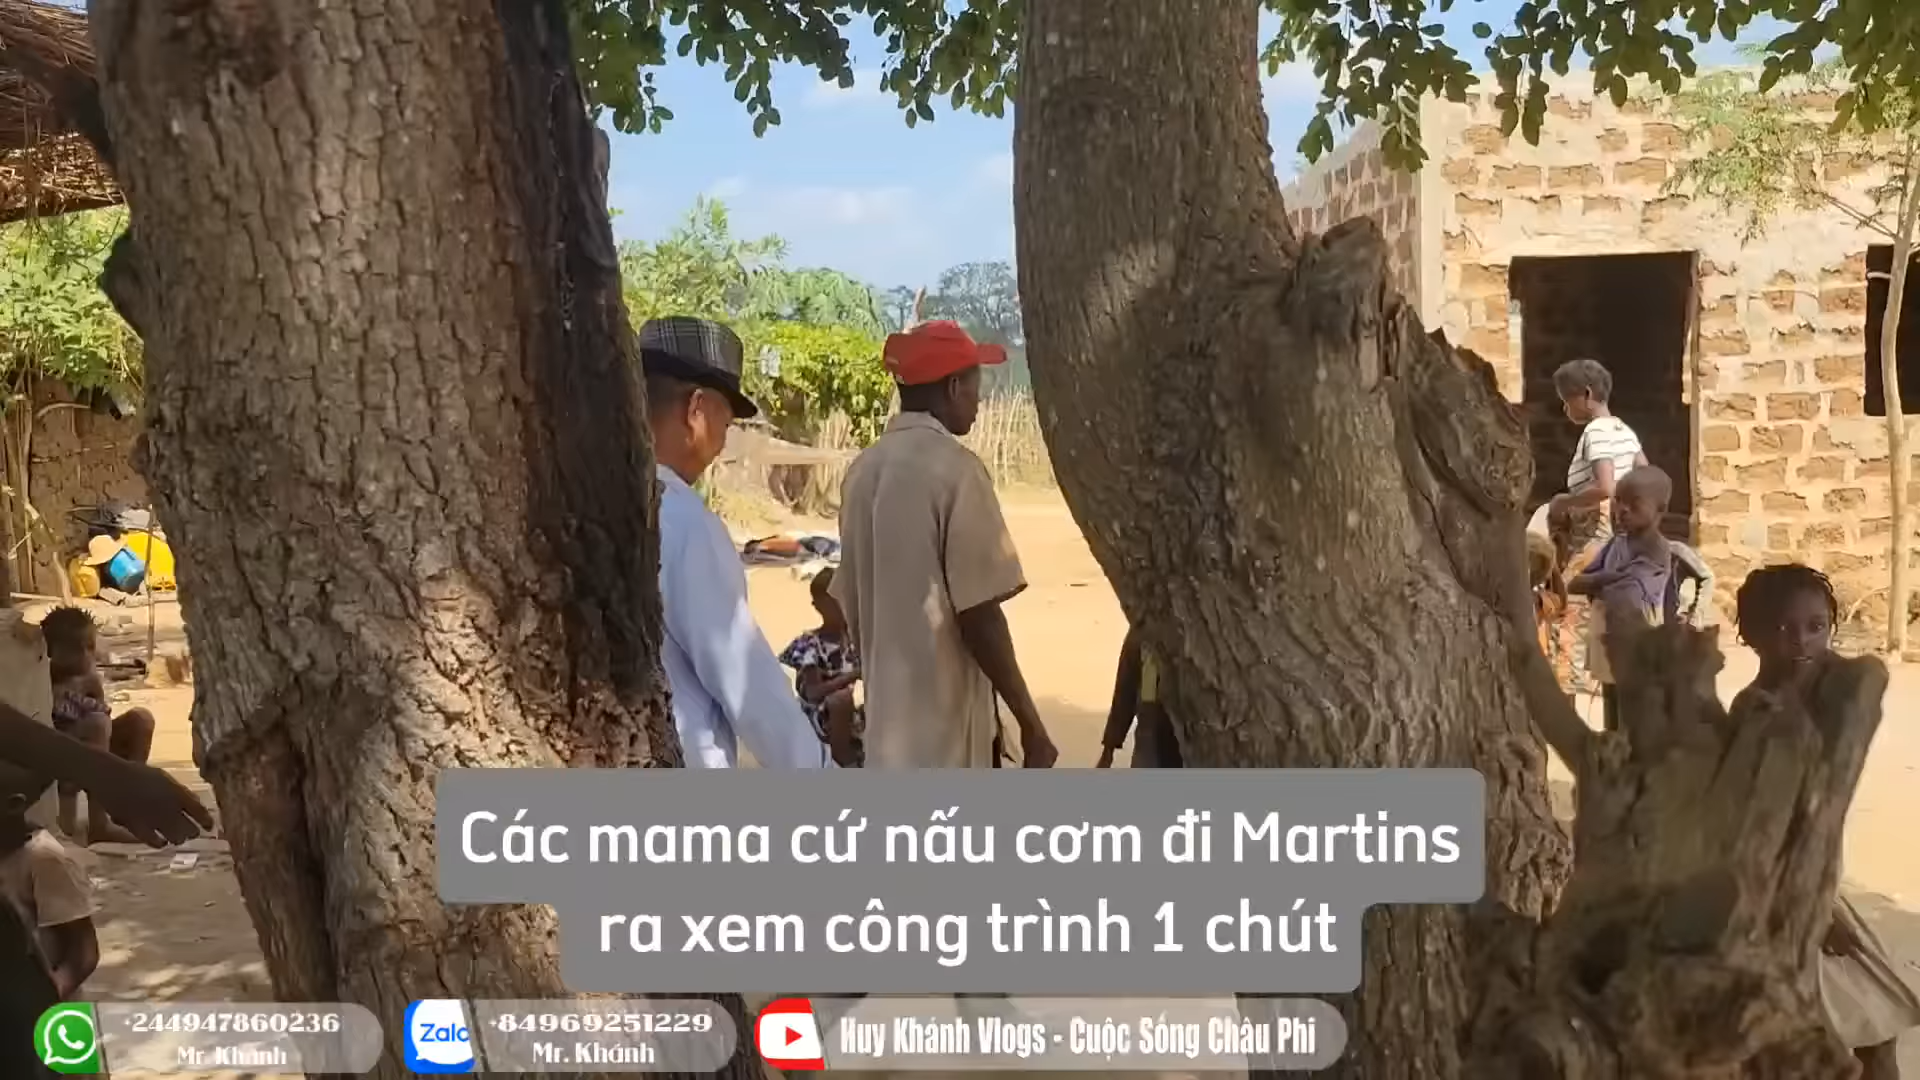 Các mama cứ nấu cơm đi Martins
ra xem công trình 1 chút
+244947860236
Mr. Khánh
Zalo
+84969251229
Mr. Khánh
Huy Khánh Vlogs - Cuộc Sống Châu Phi